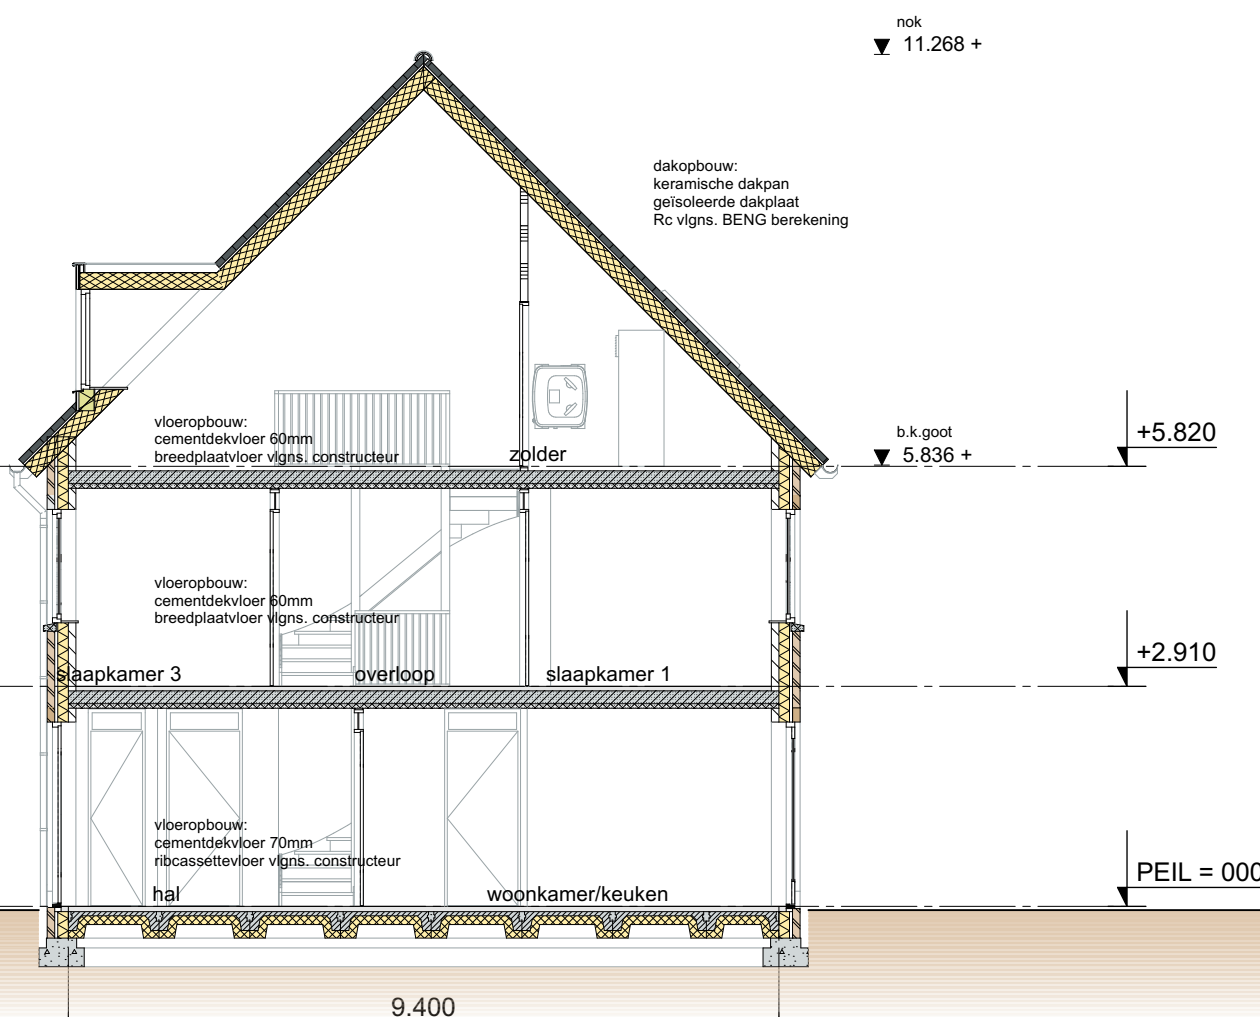 nok
11.268 +
dakopbouw:
keramische dakpan
geïsoleerde dakplaat
Rc vlgns. BENG berekening
vloeropbouw:
cementdekvloer 60mm
breedplaatvloer vlgns. constructeur
zolder
b.k.goot
5.836 +
+5.820
vloeropbouw:
cementdekvloer 60mm
breedplaatvloer vlgns. constructeur
slaapkamer 3
overloop
slaapkamer 1
+2.910
vloeropbouw:
cementdekvloer 70mm
ribcassettevloer vlgns. constructeur
hal
woonkamer/keuken
PEIL = 000
9.400